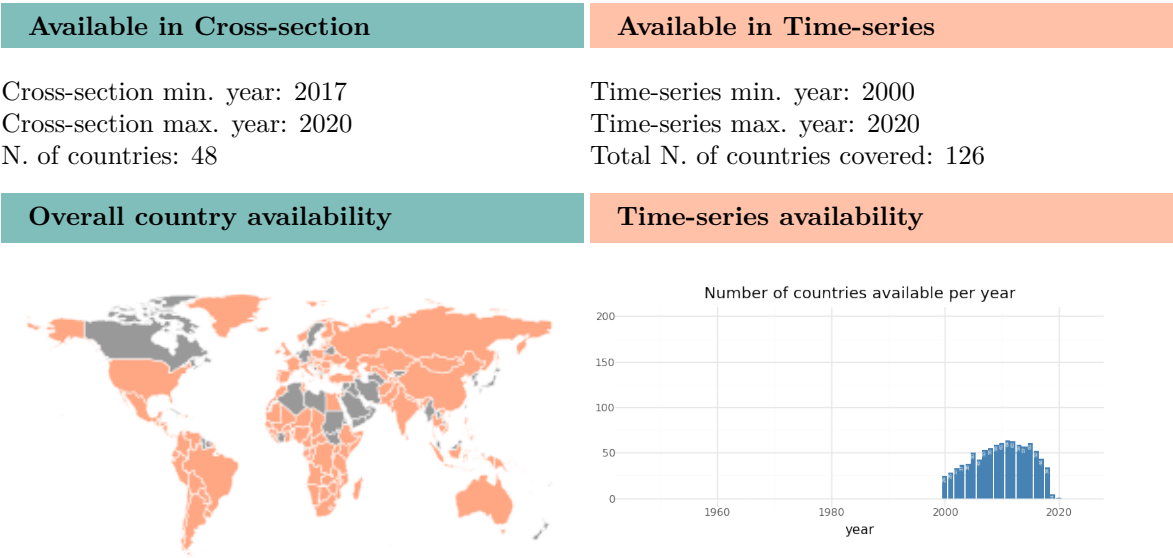 Available in Cross-section
Available in Time-series
Cross-section min. year: 2017
Cross-section max. year: 2020
N. of countries: 48
Time-series min. year: 2000
Time-series max. year: 2020
Total N. of countries covered: 126
Overall country availability
Time-series availability
Number of countries available per year
200
150
100
50
0
1960 1980 2000 2020
year